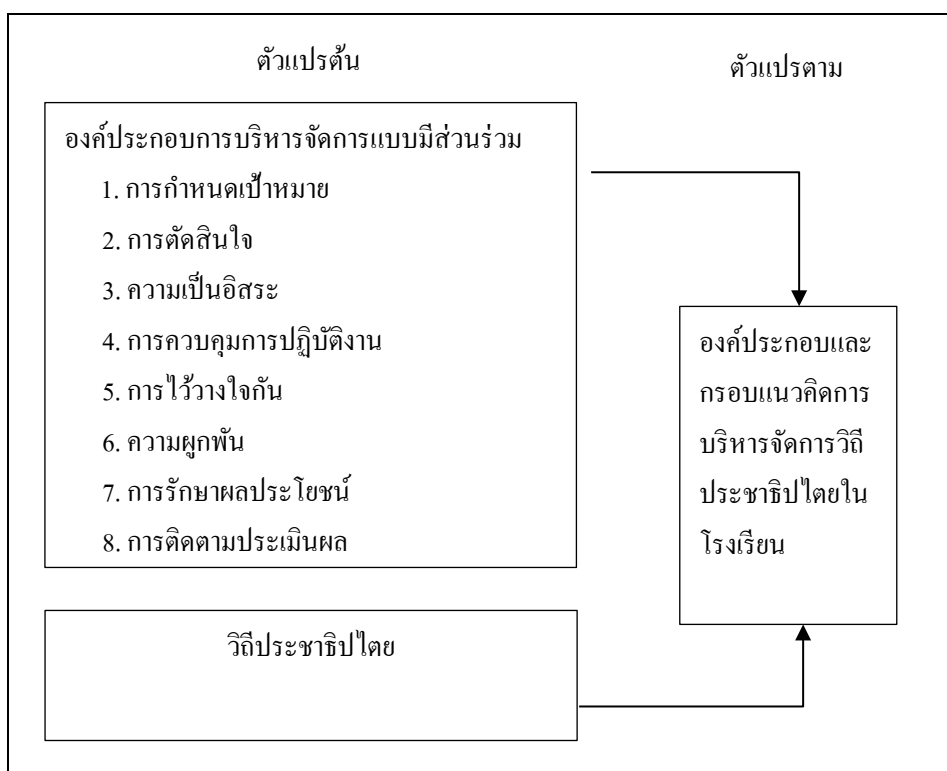 ตัวแปรต้น
ตัวแปรตาม
องค์ประกอบการบริหารจัดการแบบมีส่วนร่วม
1. การกำหนดเป้าหมาย
2. การตัดสินใจ
3. ความเป็นอิสระ
4. การควบคุมการปฏิบัติงาน
5. การไว้วางใจกัน
6. ความผูกพัน
7. การรักษาผลประโยชน์
8. การติดตามประเมินผล
องค์ประกอบและ
กรอบแนวคิดการ
บริหารจัดการวิถี
ประชาธิปไตยใน
โรงเรียน
วิถีประชาธิปไตย